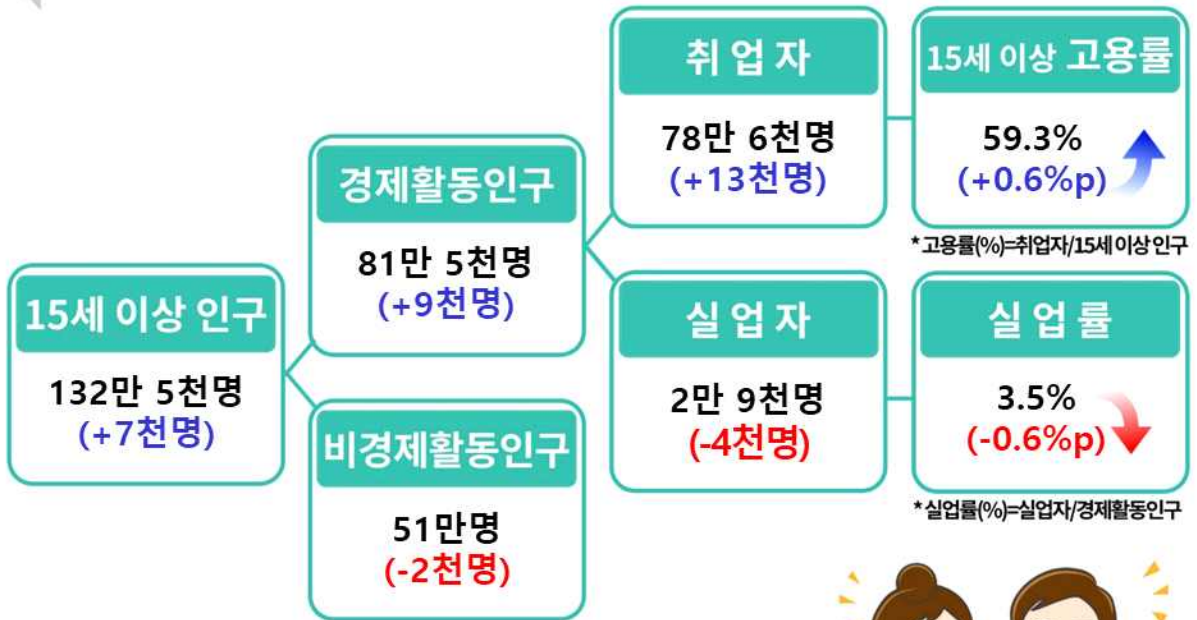 15세 이상 인구
132만 5천명
(+7천명)
경제활동인구
81만 5천명
(+9천명)
비경제활동인구
51만명
(-2천명)
취 업 자
78만 6천명
(+13천명)
실 업 자
2만 9천명
(-4천명)
15세 이상 고용률
59.3%
(+0.6%p)
* 고용률(%)=취업자/15세 이상 인구
실 업 률
3.5%
(-0.6%p)
* 실업률(%)=실업자/경제활동인구